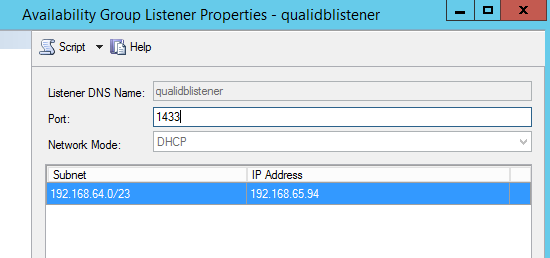 Availability Group Listener Properties - qualidblistener
Script Help
Listener DNS Name: qualidblistener
Port: 1433
Network Mode: DHCP
Subnet IP Address
192.168.64.0/23 192.168.65.94